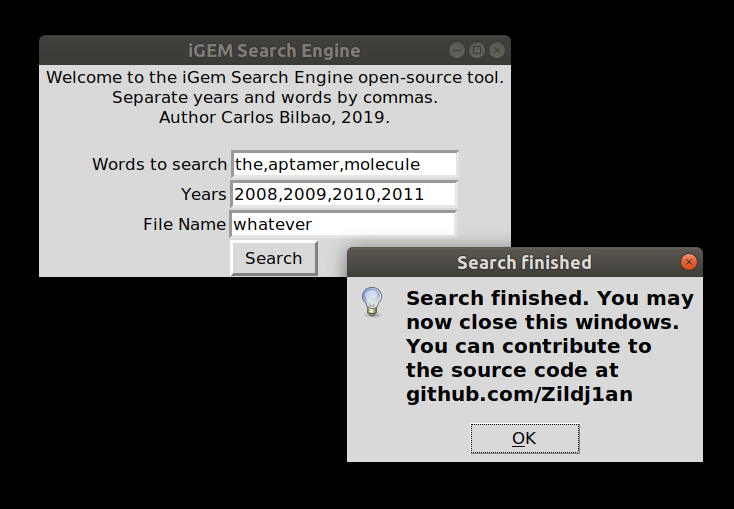 iGEM Search Engine
Welcome to the iGem Search Engine open-source tool.
Separate years and words by commas.
Author Carlos Bilbao, 2019.
Words to search the,aptamer,molecule
Years 2008,2009,2010,2011
File Name whatever
Search
Search finished
Search finished. You may
now close this windows.
You can contribute to
the source code at
github.com/Zildj1an
OK